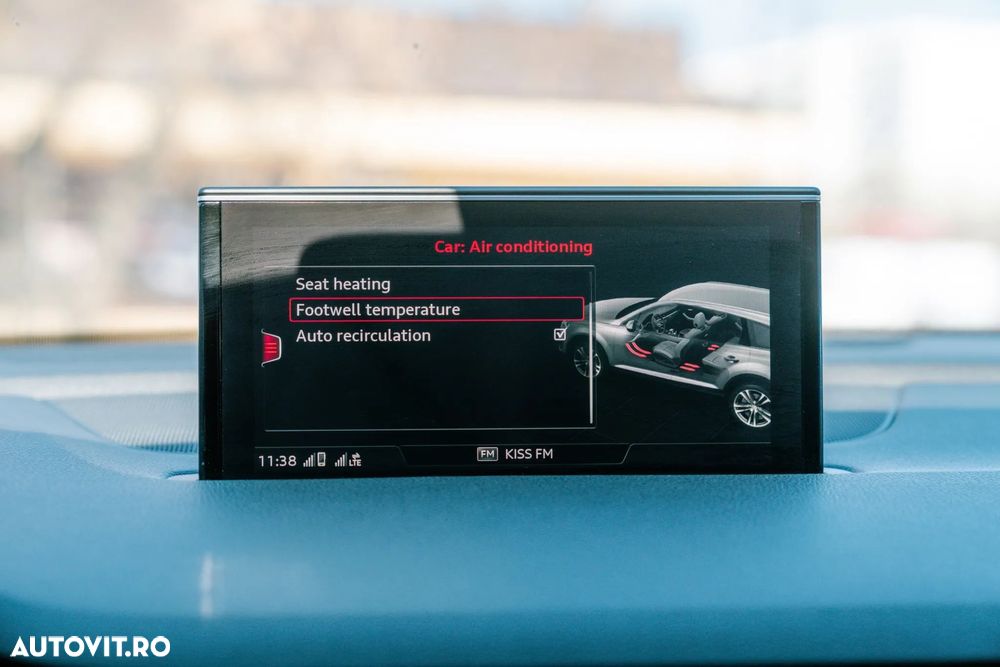 Car: Air conditioning
Seat heating
Footwell temperature
Auto recirculation
11:38 LTE FM KISS FM
AUTOVIT.RO